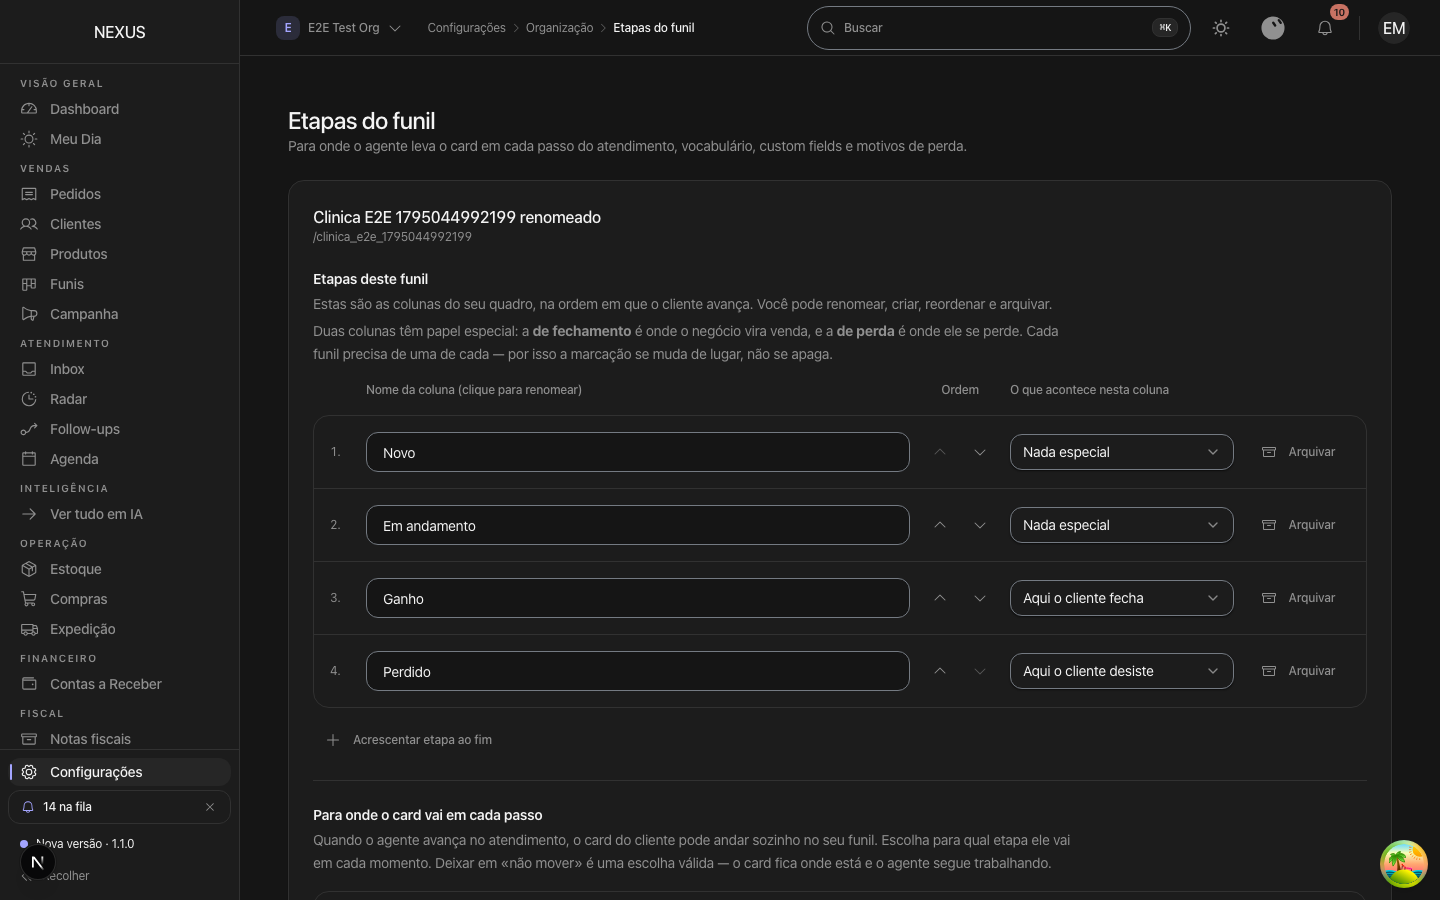 NEXUS
E
E2E Test Org
Configurações
Organização
Etapas do funil
Buscar
⌘K
10
EM
VISÃO GERAL
Dashboard
Meu Dia
VENDAS
Pedidos
Clientes
Produtos
Funis
Campanha
ATENDIMENTO
Inbox
Radar
Follow-ups
Agenda
INTELIGÊNCIA
Ver tudo em IA
OPERAÇÃO
Estoque
Compras
Expedição
FINANCEIRO
Contas a Receber
FISCAL
Notas fiscais
Configurações
14 na fila
Nova versão · 1.1.0
N
Etapas do funil
Para onde o agente leva o card em cada passo do atendimento, vocabulário, custom fields e motivos de perda.
Clinica E2E 1795044992199 renomeado
/clinica_e2e_1795044992199
Etapas deste funil
Estas são as colunas do seu quadro, na ordem em que o cliente avança. Você pode renomear, criar, reordenar e arquivar.
Duas colunas têm papel especial: a de fechamento é onde o negócio vira venda, e a de perda é onde ele se perde. Cada
funil precisa de uma de cada — por isso a marcação se muda de lugar, não se apaga.
Nome da coluna (clique para renomear) Ordem O que acontece nesta coluna
1. Novo Nada especial Arquivar
2. Em andamento Nada especial Arquivar
3. Ganho Aqui o cliente fecha Arquivar
4. Perdido Aqui o cliente desiste Arquivar
Acrescentar etapa ao fim
Para onde o card vai em cada passo
Quando o agente avança no atendimento, o card do cliente pode andar sozinho no seu funil. Escolha para qual etapa ele vai
em cada momento. Deixar em «não mover» é uma escolha válida — o card fica onde está e o agente segue trabalhando.